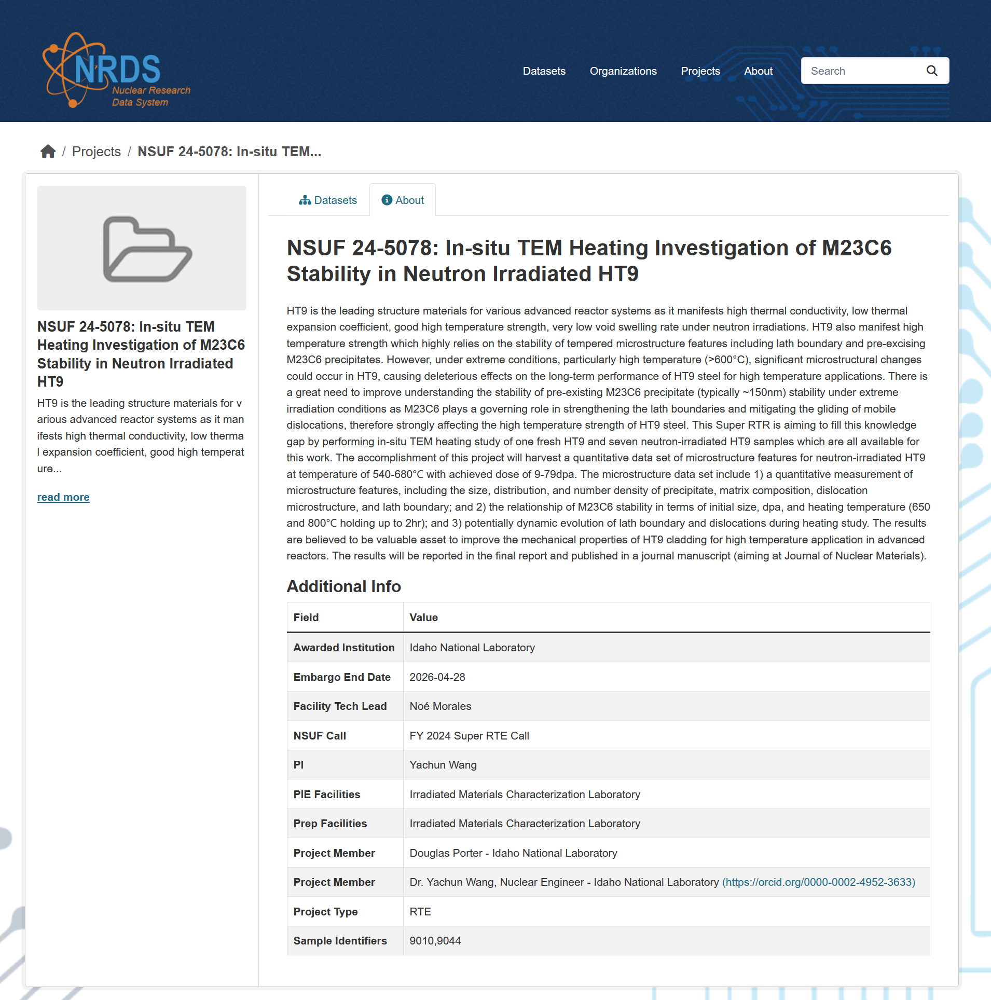 NRDS
Nuclear Research
Data System
Datasets
Organizations
Projects
About
Search
/ Projects / NSUF 24-5078: In-situ TEM...
NSUF 24-5078: In-situ TEM
Heating Investigation of M23C6
Stability in Neutron Irradiated
HT9
HT9 is the leading structure materials for v
arious advanced reactor systems as it man
ifests high thermal conductivity, low therma
l expansion coefficient, good high temperat
ure...
read more
Datasets
About
NSUF 24-5078: In-situ TEM Heating Investigation of M23C6
Stability in Neutron Irradiated HT9
HT9 is the leading structure materials for various advanced reactor systems as it manifests high thermal conductivity, low thermal
expansion coefficient, good high temperature strength, very low void swelling rate under neutron irradiations. HT9 also manifest high
temperature strength which highly relies on the stability of tempered microstructure features including lath boundary and pre-excising
M23C6 precipitates. However, under extreme conditions, particularly high temperature (>600°C), significant microstructural changes
could occur in HT9, causing deleterious effects on the long-term performance of HT9 steel for high temperature applications. There is
a great need to improve understanding the stability of pre-existing M23C6 precipitate (typically ~150nm) stability under extreme
irradiation conditions as M23C6 plays a governing role in strengthening the lath boundaries and mitigating the gliding of mobile
dislocations, therefore strongly affecting the high temperature strength of HT9 steel. This Super RTR is aiming to fill this knowledge
gap by performing in-situ TEM heating study of one fresh HT9 and seven neutron-irradiated HT9 samples which are all available for
this work. The accomplishment of this project will harvest a quantitative data set of microstructure features for neutron-irradiated HT9
at temperature of 540-680℃ with achieved dose of 9-79dpa. The microstructure data set include 1) a quantitative measurement of
microstructure features, including the size, distribution, and number density of precipitate, matrix composition, dislocation
microstructure, and lath boundary; and 2) the relationship of M23C6 stability in terms of initial size, dpa, and heating temperature (650
and 800℃ holding up to 2hr); and 3) potentially dynamic evolution of lath boundary and dislocations during heating study. The results
are believed to be valuable asset to improve the mechanical properties of HT9 cladding for high temperature application in advanced
reactors. The results will be reported in the final report and published in a journal manuscript (aiming at Journal of Nuclear Materials).
Additional Info
Field Value
Awarded Institution Idaho National Laboratory
Embargo End Date 2026-04-28
Facility Tech Lead Noé Morales
NSUF Call FY 2024 Super RTE Call
PI Yachun Wang
PIE Facilities Irradiated Materials Characterization Laboratory
Prep Facilities Irradiated Materials Characterization Laboratory
Project Member Douglas Porter - Idaho National Laboratory
Project Member Dr. Yachun Wang, Nuclear Engineer - Idaho National Laboratory (https://orcid.org/0000-0002-4952-3633)
Project Type RTE
Sample Identifiers 9010,9044